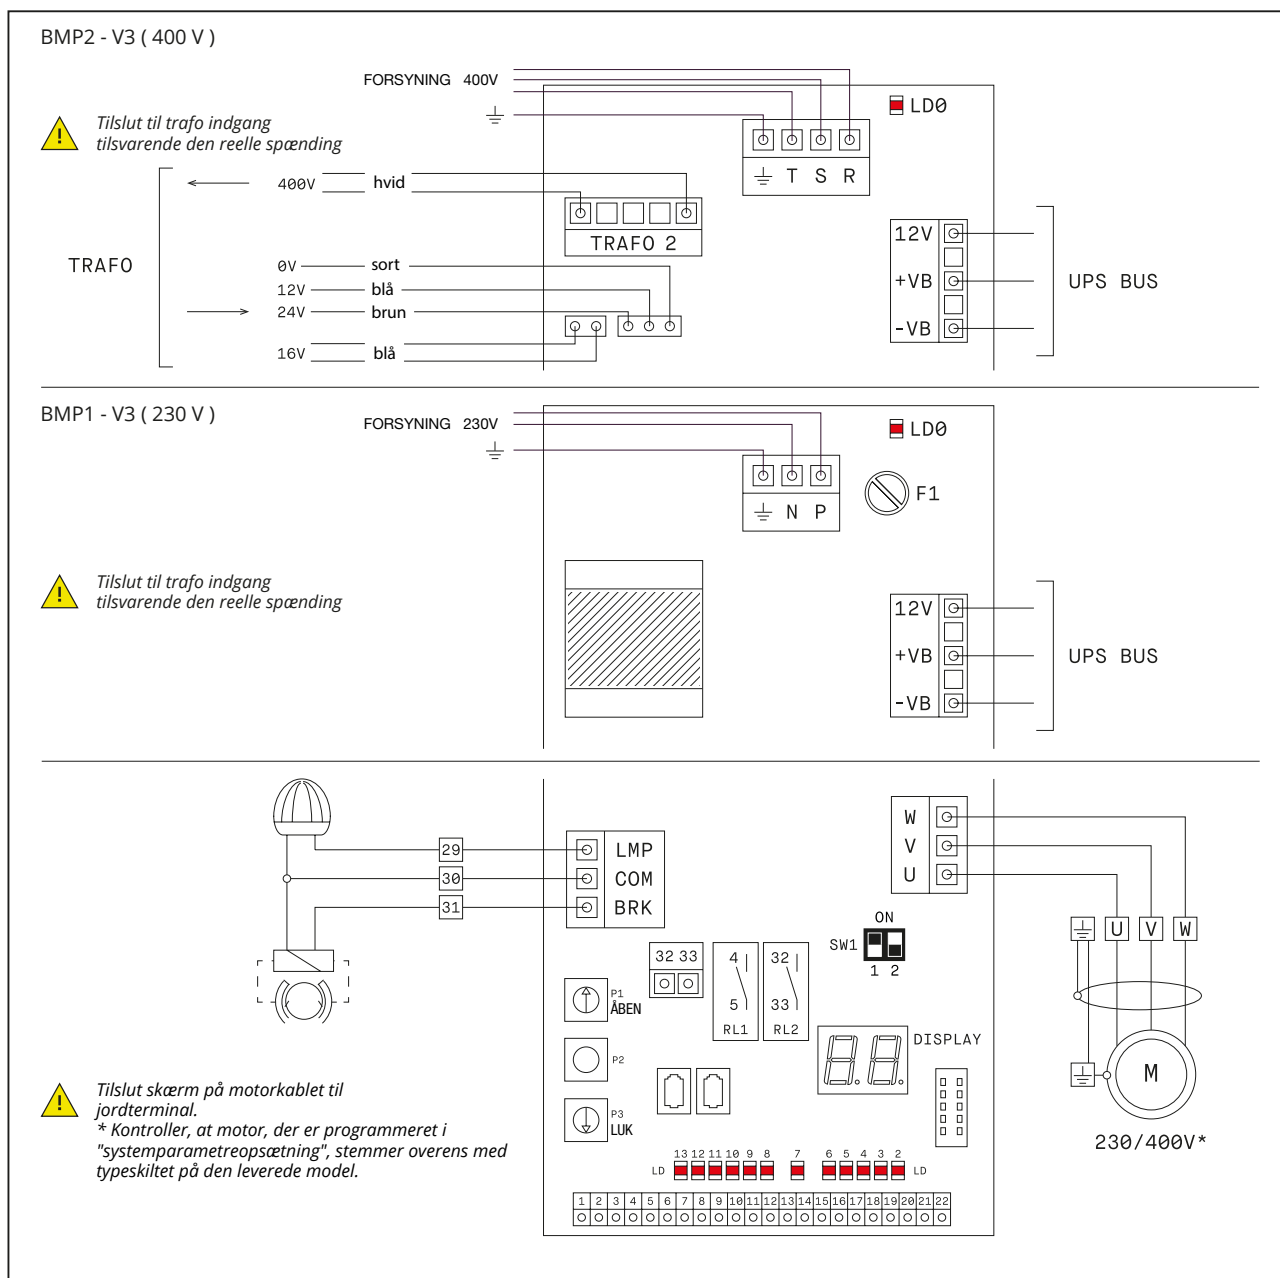 BMP2 - V3 ( 400 V )
FORSYNING 400V
LD0
Tilslut til trafo indgang
tilsvarende den reelle spænding
T S R
400V hvid
TRAFO 2
TRAFO
0V sort
12V blå
24V brun
16V blå
12V
+VB
-VB
UPS BUS
BMP1 - V3 ( 230 V )
FORSYNING 230V
LD0
N P
F1
Tilslut til trafo indgang
tilsvarende den reelle spænding
12V
+VB
-VB
UPS BUS
29 LMP
30 COM
31 BRK
W
V
U
ON
SW1
1 2
U V W
32 33
4
5
RL1
32
33
RL2
P1
ÅBEN
P2
P3
LUK
88
DISPLAY
M
230/400V*
Tilslut skærm på motorkablet til
jordterminal.
* Kontroller, at motor, der er programmeret i
"systemparametreopsætning", stemmer overens med
typeskiltet på den leverede model.
13 12 11 10 9 8 7 6 5 4 3 2
LD LD
1 2 3 4 5 6 7 8 9 10 11 12 13 14 15 16 17 18 19 20 21 22